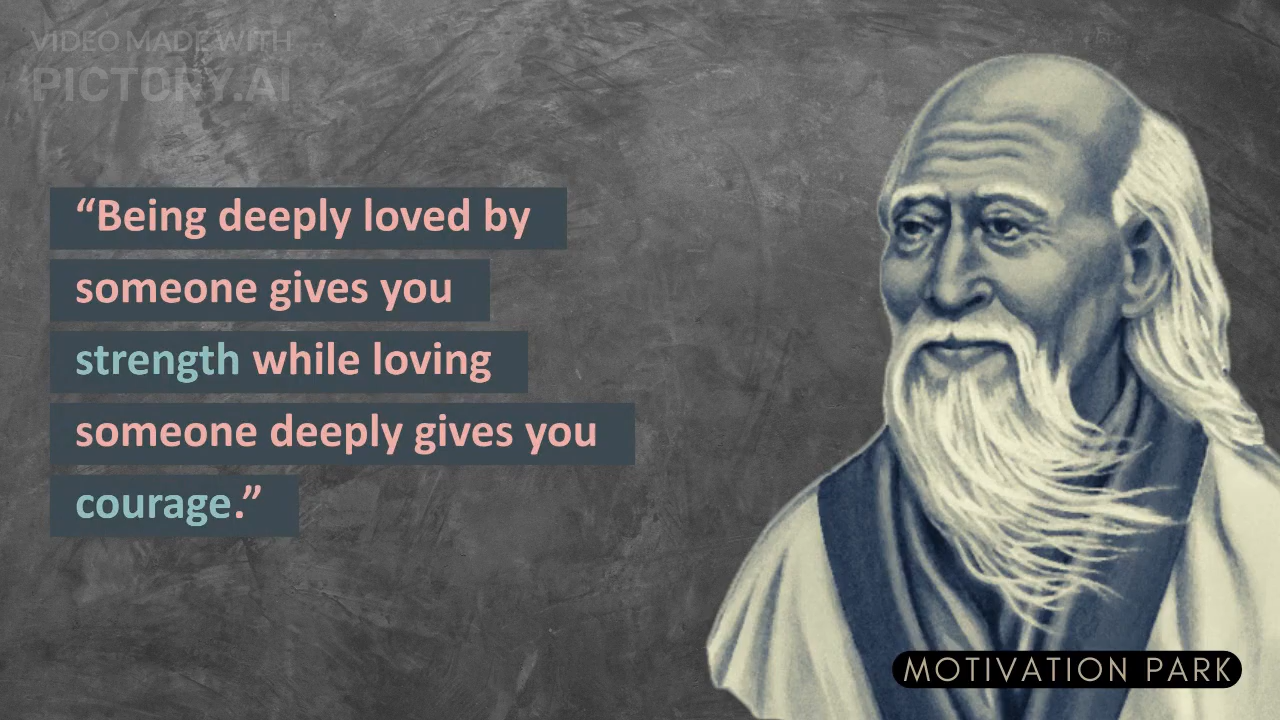 VIDEO MADE WITH
PICTORY.AI
“Being deeply loved by
someone gives you
strength while loving
someone deeply gives you
courage.”
MOTIVATION PARK